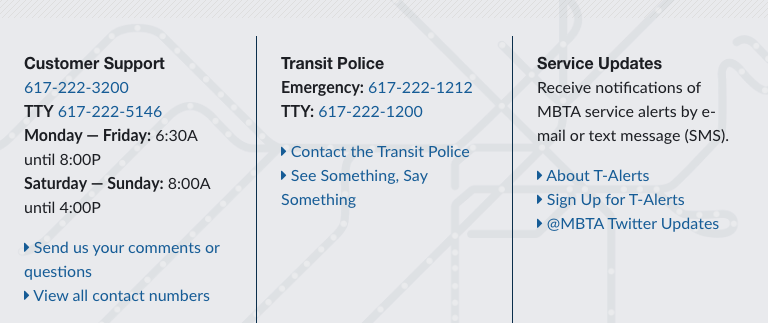 Customer Support
617-222-3200
TTY 617-222-5146
Monday — Friday: 6:30A
until 8:00P
Saturday — Sunday: 8:00A
until 4:00P
Send us your comments or
questions
View all contact numbers
Transit Police
Emergency: 617-222-1212
TTY: 617-222-1200
Contact the Transit Police
See Something, Say
Something
Service Updates
Receive notifications of
MBTA service alerts by e-
mail or text message (SMS).
About T-Alerts
Sign Up for T-Alerts
@MBTA Twitter Updates